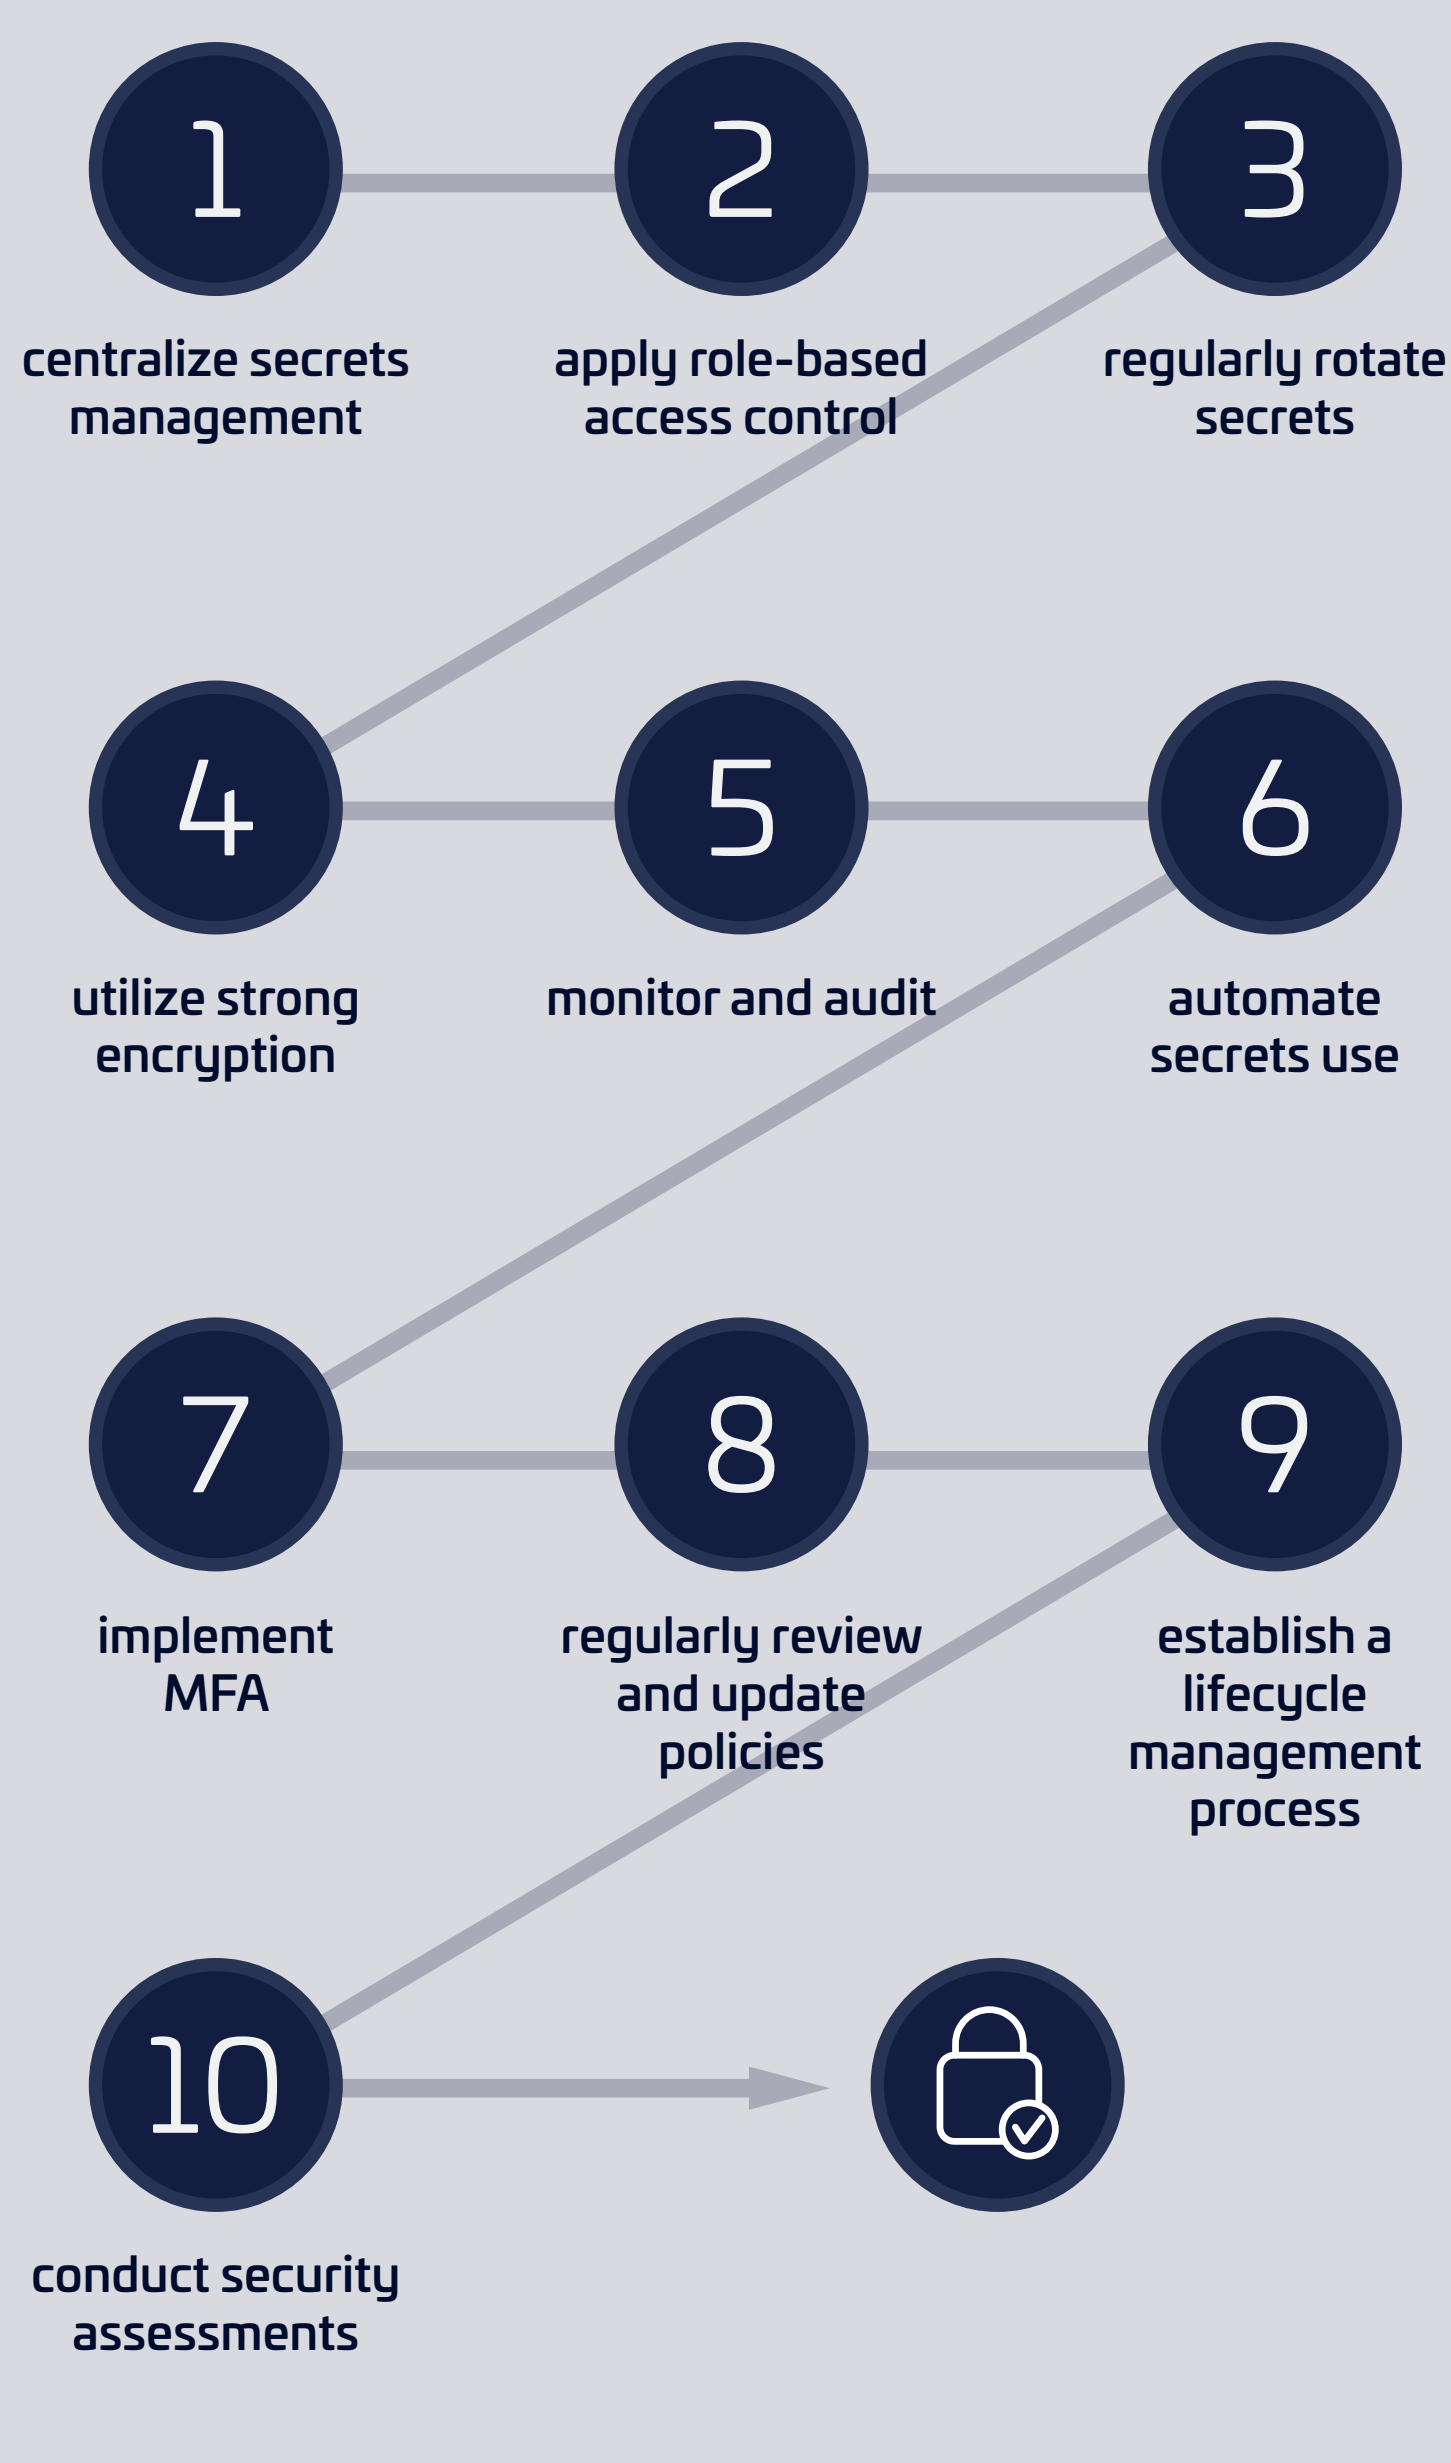 1
2
3
centralize secrets
management
apply role-based
access control
regularly rotate
secrets
4
5
6
utilize strong
encryption
monitor and audit
automate
secrets use
7
8
9
implement
MFA
regularly review
and update
policies
establish a
lifecycle
management
process
10
conduct security
assessments